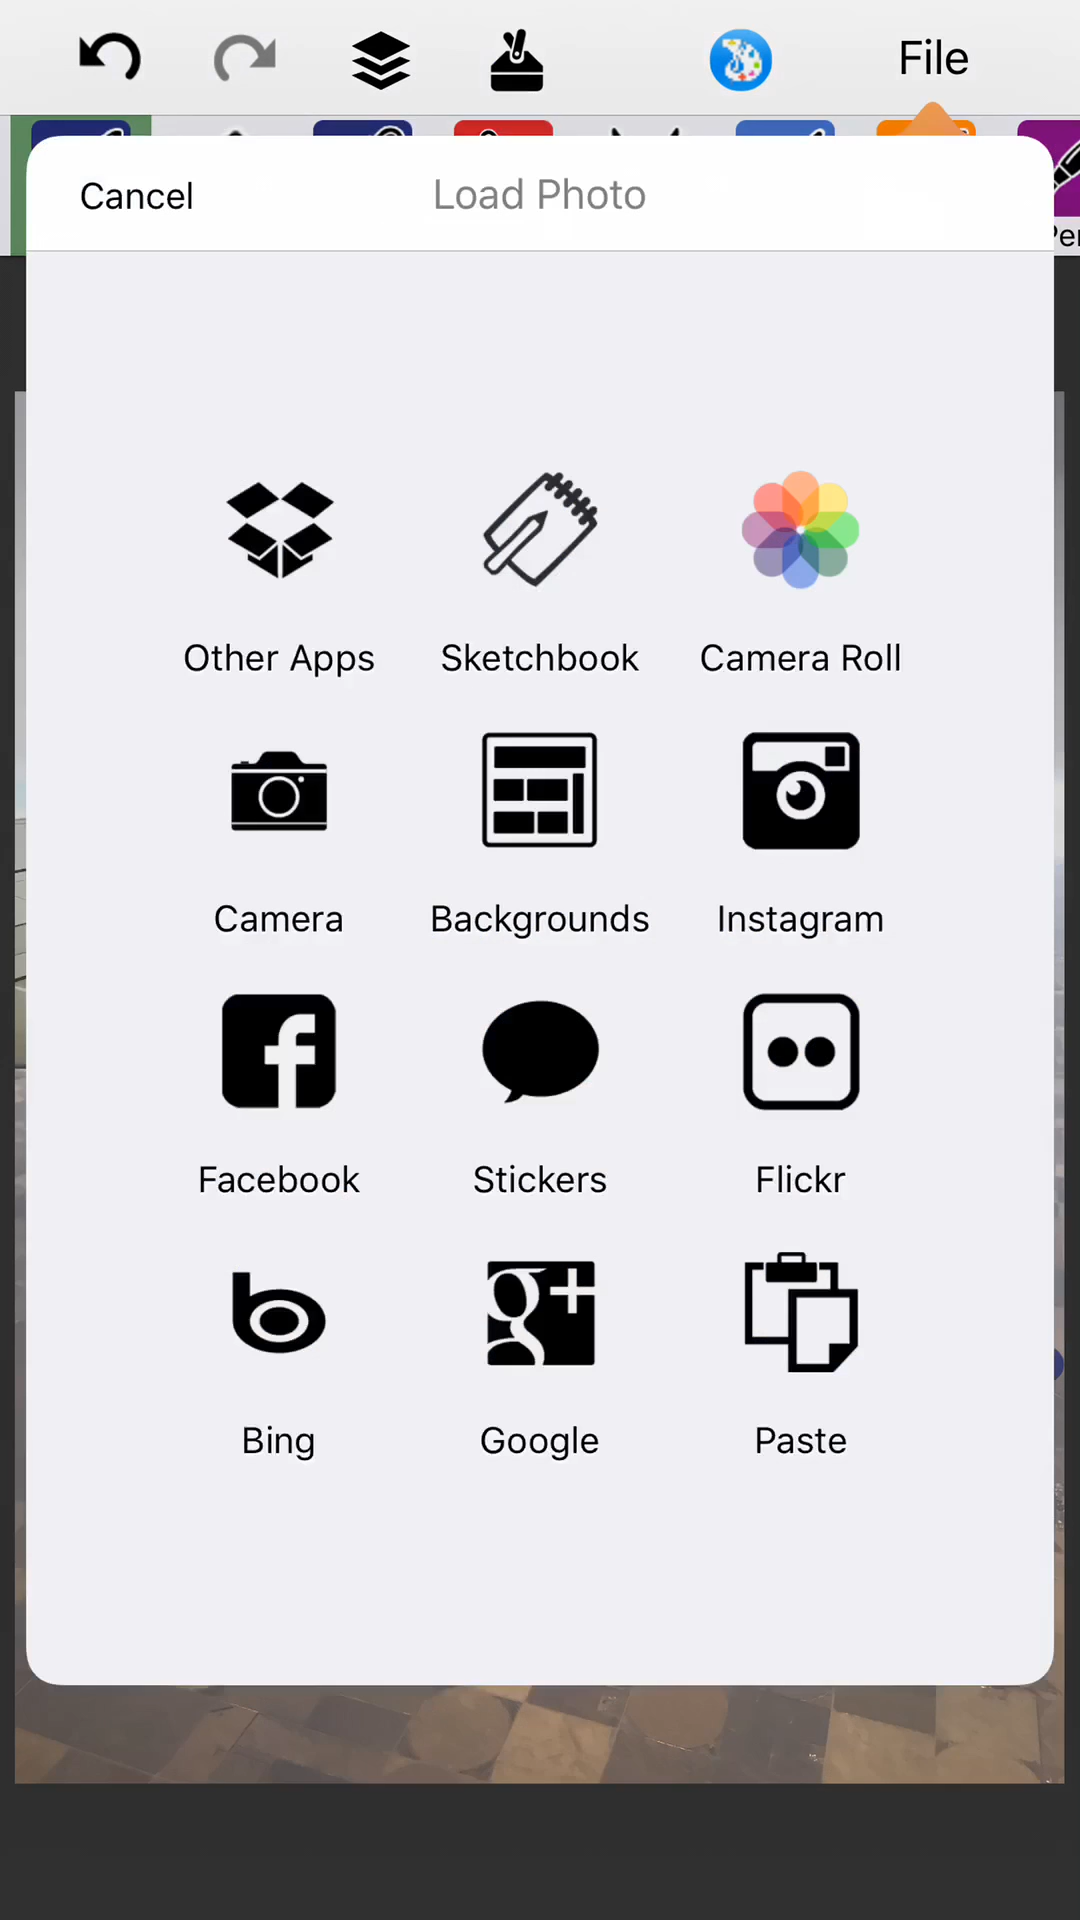 File
Cancel
Load Photo
Other Apps
Sketchbook
Camera Roll
Camera
Backgrounds
Instagram
Facebook
Stickers
Flickr
Bing
Google
Paste